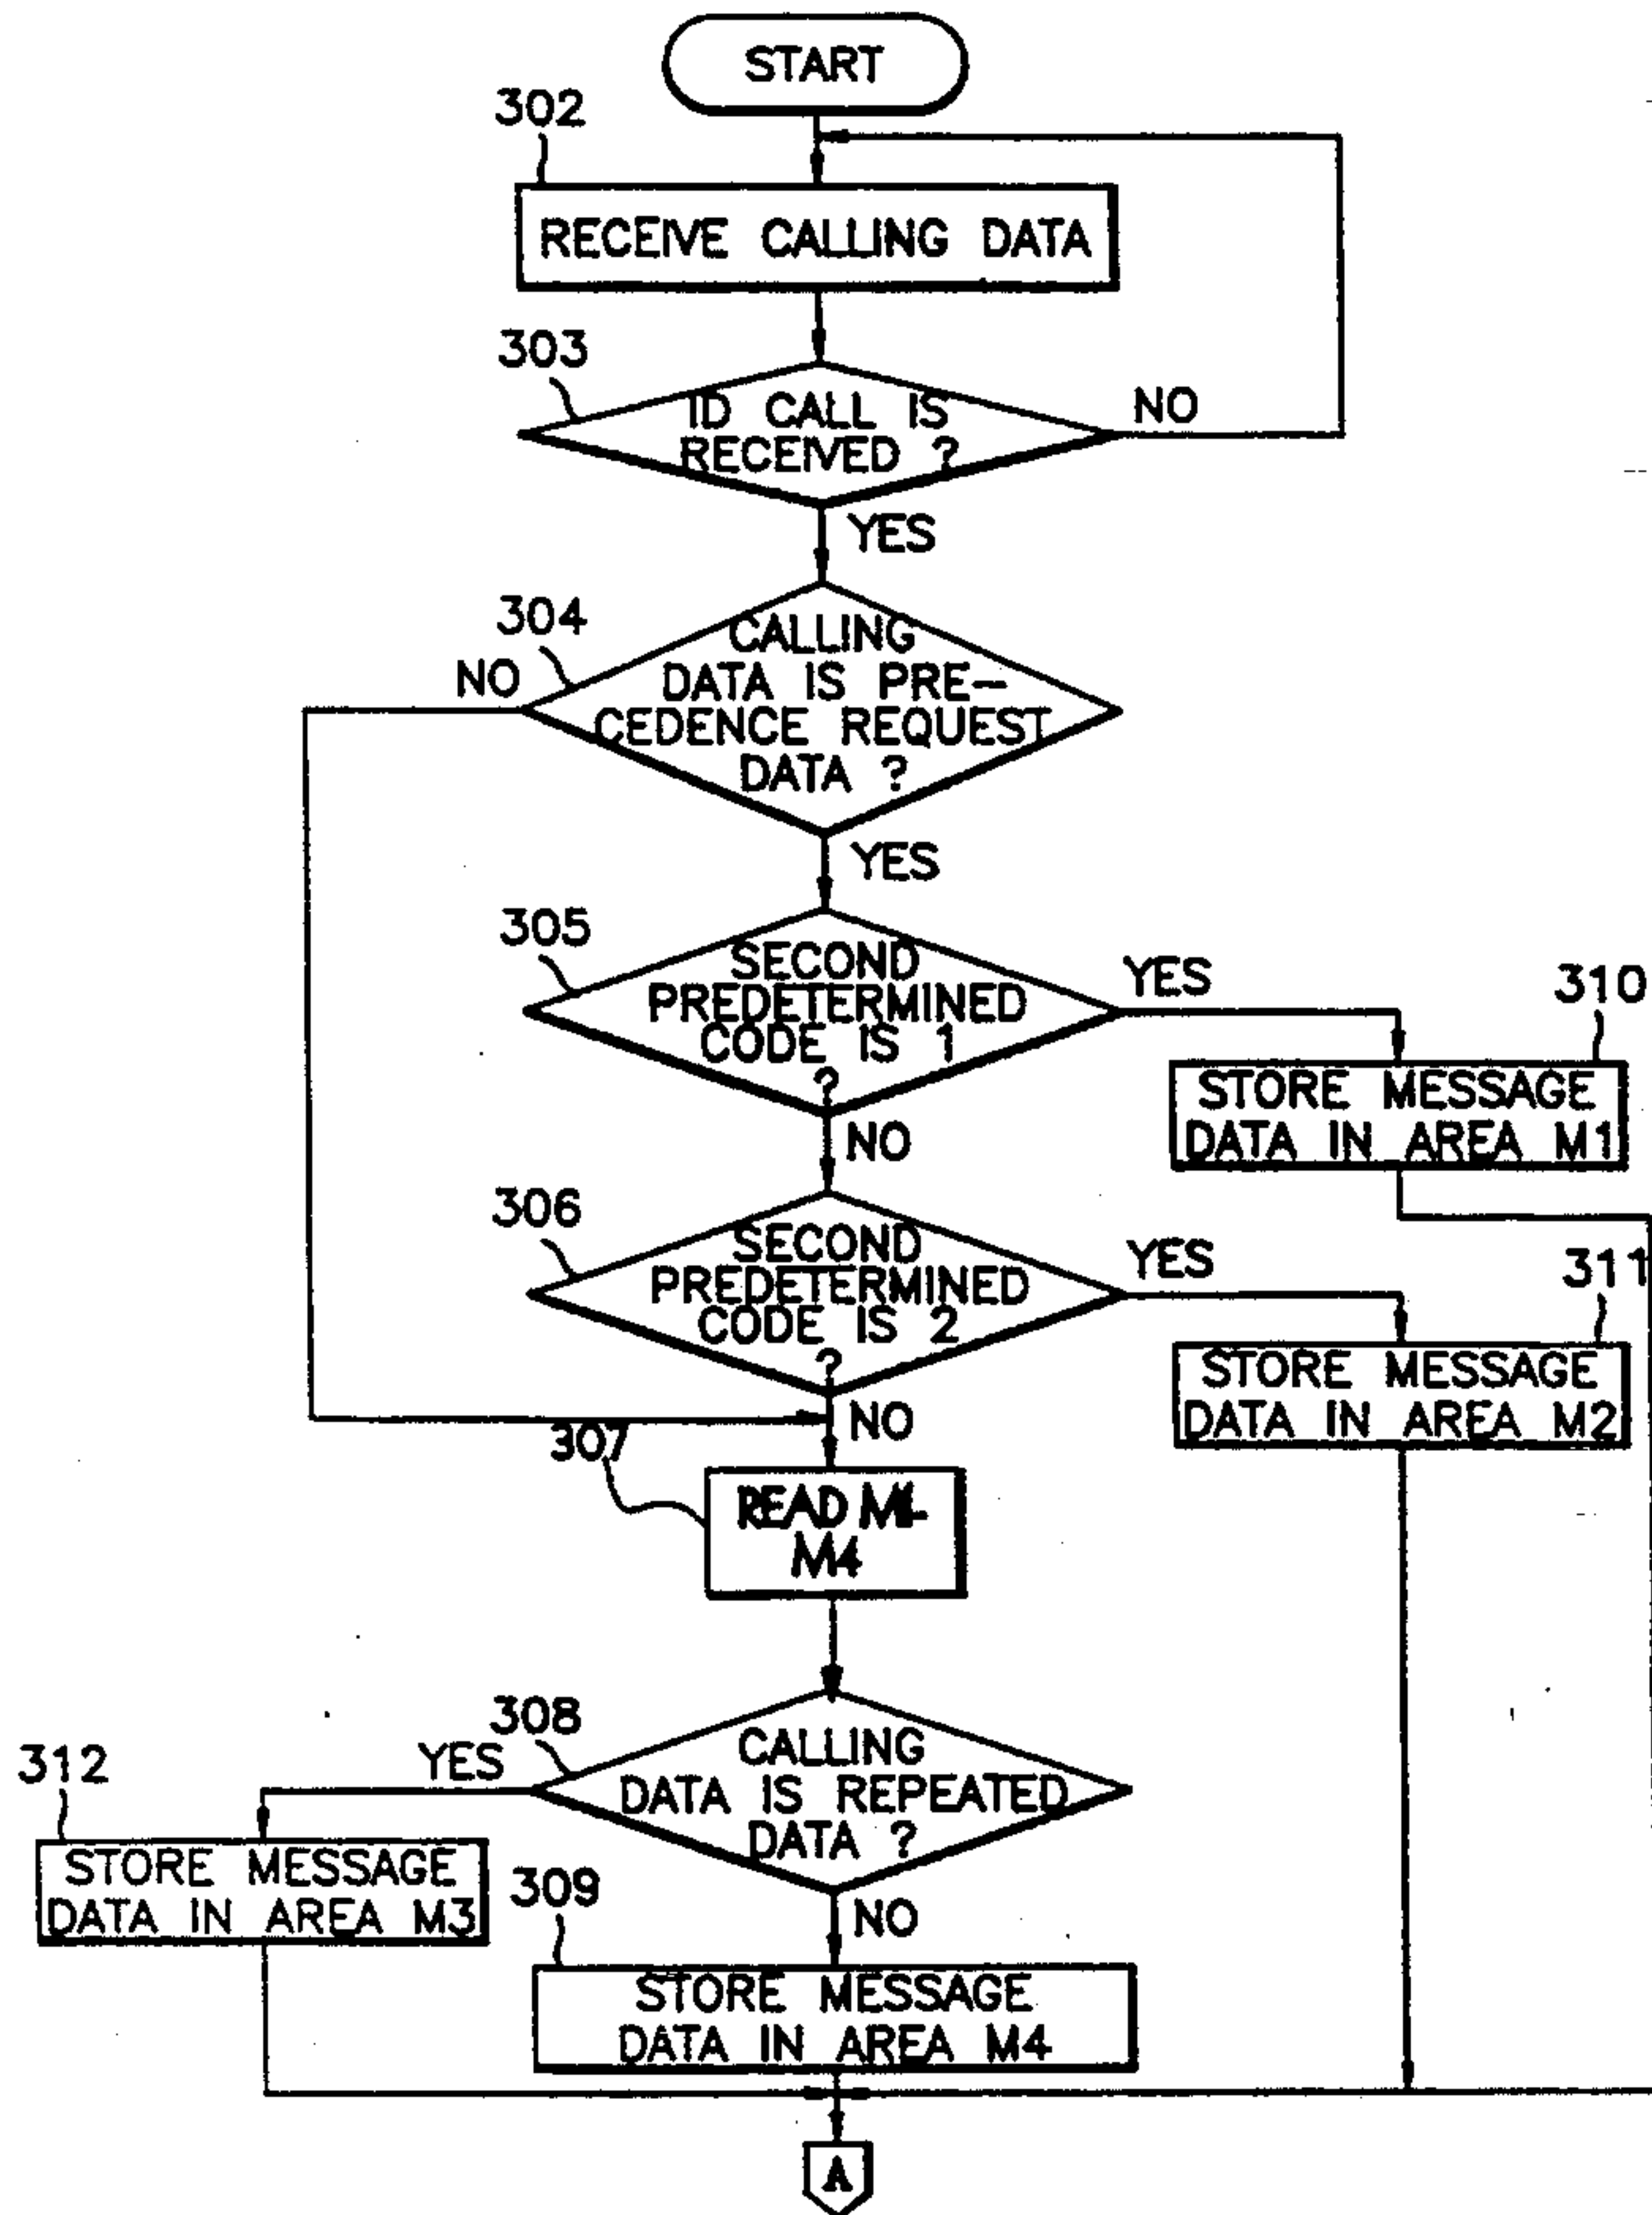 START
302
RECEIVE CALLING DATA
303
ID CALL IS
RECEIVED ?
NO
YES
304
NO
CALLING
DATA IS PRE-
CEDENCE REQUEST
DATA ?
YES
305
SECOND
PREDETERMINED
CODE IS 1
?
YES
310
STORE MESSAGE
DATA IN AREA M1
NO
306
SECOND
PREDETERMINED
CODE IS 2
?
YES
311
STORE MESSAGE
DATA IN AREA M2
NO
307
READ M1-
M4
308
CALLING
DATA IS REPEATED
DATA ?
YES
312
STORE MESSAGE
DATA IN AREA M3
NO
309
STORE MESSAGE
DATA IN AREA M4
A